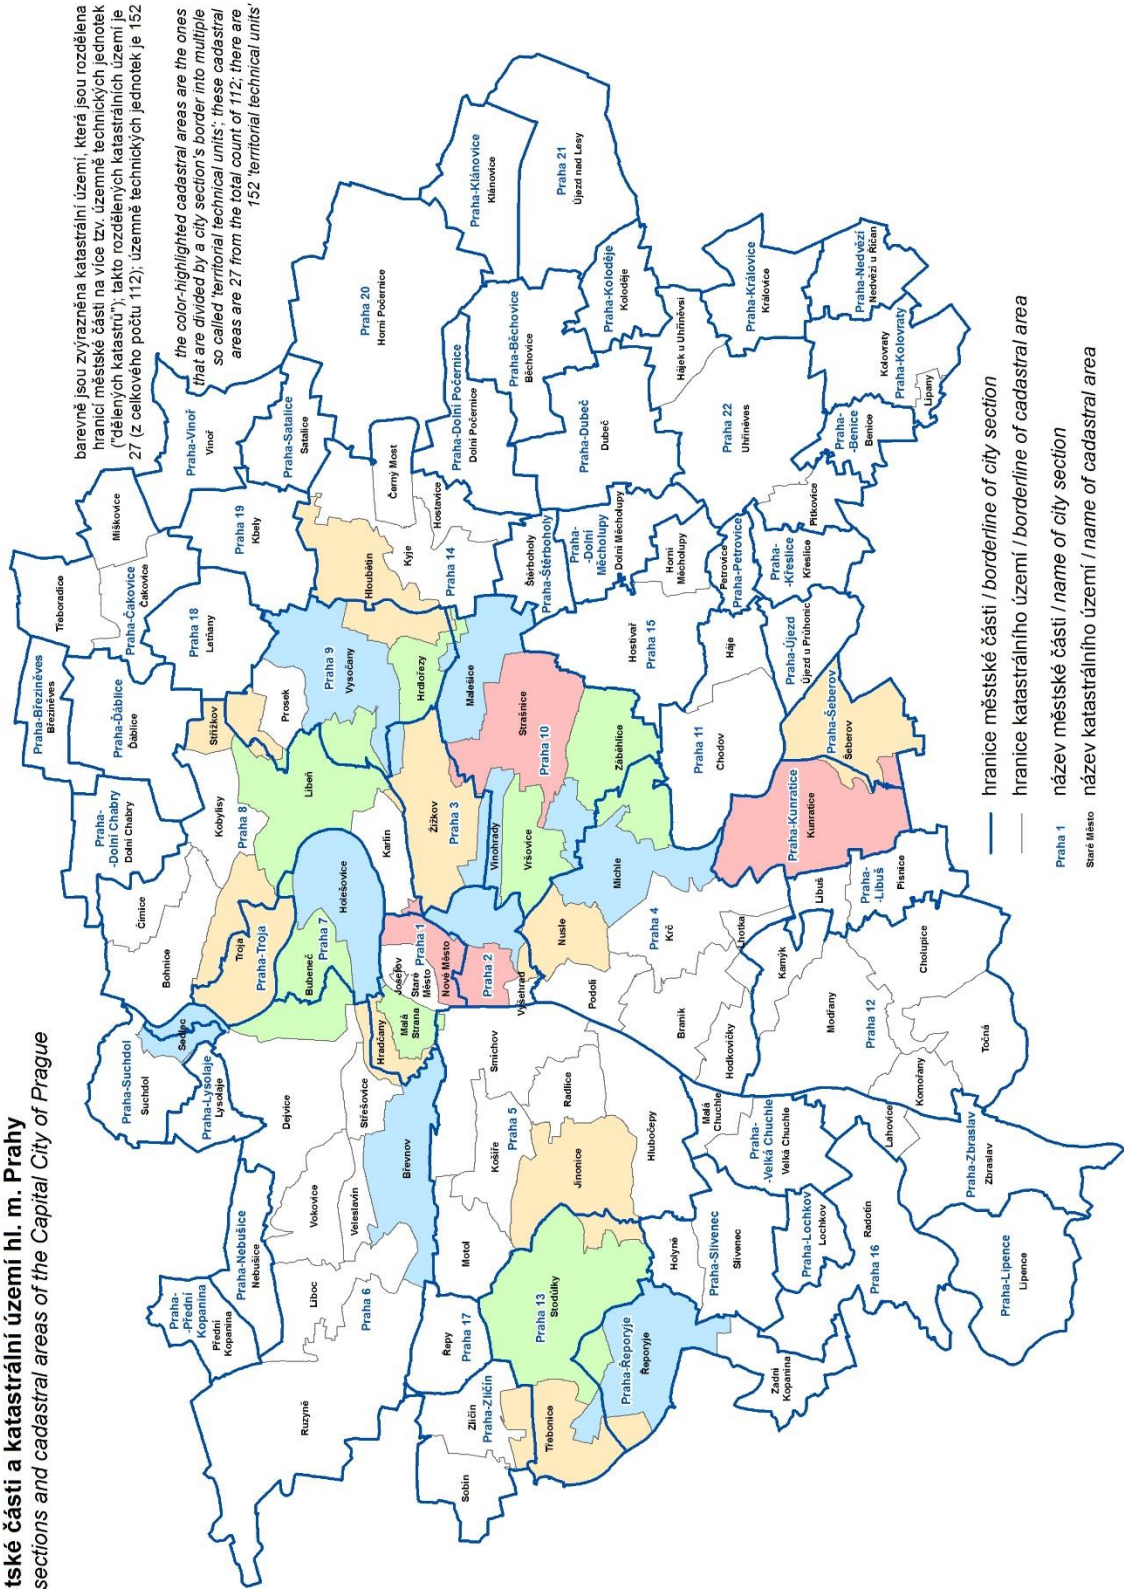 tské části a katastrální území hl. m. Prahy
sections and cadastral areas of the Capital City of Prague
barevně jsou zvýrazněna katastrální území, která jsou rozdělena
hranicí městské části na více tzv. územně technických jednotek
("dělených katastrů"); takto rozdělených katastrálních území je
27 (z celkového počtu 112); územně technických jednotek je 152
the color-highlighted cadastral areas are the ones
that are divided by a city section's border into multiple
so called 'territorial technical units'; these cadastral
areas are 27 from the total count of 112; there are
152 'territorial technical units'
Praha-Březiněves
Březiněves
Třeboradice
Miškovice
Praha-Čakovice
Čakovice
Praha-Ďáblice
Ďáblice
Praha-
-Dolní Chabry
Dolní Chabry
Praha 18
Letňany
Praha 19
Kbely
Praha-Vinoř
Vinoř
Praha-Satalice
Satalice
Praha 20
Horní Počernice
Praha-Klánovice
Klánovice
Praha 21
Újezd nad Lesy
Praha-Koloděje
Koloděje
Praha-Běchovice
Běchovice
Praha-Dolní Počernice
Dolní Počernice
Černý Most
Hostavice
Kyje
Praha 14
Hloubětín
Praha 9
Vysočany
Hrdlořezy
Prosek
Střížkov
Kobylisy
Praha 8
Libeň
Karlín
Čimice
Bohnice
Troja
Praha-Troja
Holešovice
Praha 7
Bubeneč
Sedlec
Praha-Suchdol
Suchdol
Praha-Lysolaje
Lysolaje
Dejvice
Praha-Nebušice
Nebušice
Praha-
-Přední
Kopanina
Přední
Kopanina
Vokovice
Veleslavín
Liboc
Praha 6
Ruzyně
Střešovice
Břevnov
Hradčany
Malá
Strana
Josefov
Staré
Město
Praha 1
Nové Město
Praha 2
Vyšehrad
Žižkov
Praha 3
Vinohrady
Vršovice
Malešice
Strašnice
Praha 10
Záběhlice
Michle
Nusle
Praha 4
Krč
Podolí
Braník
Hodkovičky
Lhotka
Štěrboholy
Praha-Štěrboholy
Praha-
-Dolní
Měcholupy
Dolní Měcholupy
Praha-Dubeč
Dubeč
Hostivař
Praha 15
Horní
Měcholupy
Petrovice
Praha-Petrovice
Háje
Praha 11
Chodov
Praha-Újezd
Újezd u Průhonic
Praha-
-Křeslice
Křeslice
Pitkovice
Praha 22
Uhříněves
Hájek u Uhříněvsi
Praha-Královice
Královice
Praha-Nedvězí
Nedvězí u Říčan
Kolovraty
Praha-Kolovraty
Lipany
Praha-
-Benice
Benice
Praha-Šeberov
Šeberov
Praha-Kunratice
Kunratice
Libuš
Praha-
-Libuš
Písnice
Kamýk
Modřany
Praha 12
Cholupice
Točná
Komořany
Smíchov
Praha 5
Košíře
Radlice
Motol
Jinonice
Hlubočepy
Malá
Chuchle
Praha-
-Velká Chuchle
Velká Chuchle
Holyně
Praha-Slivenec
Slivenec
Praha-Lochkov
Lochkov
Lahovice
Radotín
Praha 16
Praha-Zbraslav
Zbraslav
Praha-Lipence
Lipence
Zadní
Kopanina
Řepy
Praha 17
Praha 13
Stodůlky
Praha-Řeporyje
Řeporyje
Třebonice
Zličín
Praha-Zličín
Sobín
hranice městské části / borderline of city section
hranice katastrálního území / borderline of cadastral area
Praha 1 název městské části / name of city section
Staré Město název katastrálního území / name of cadastral area